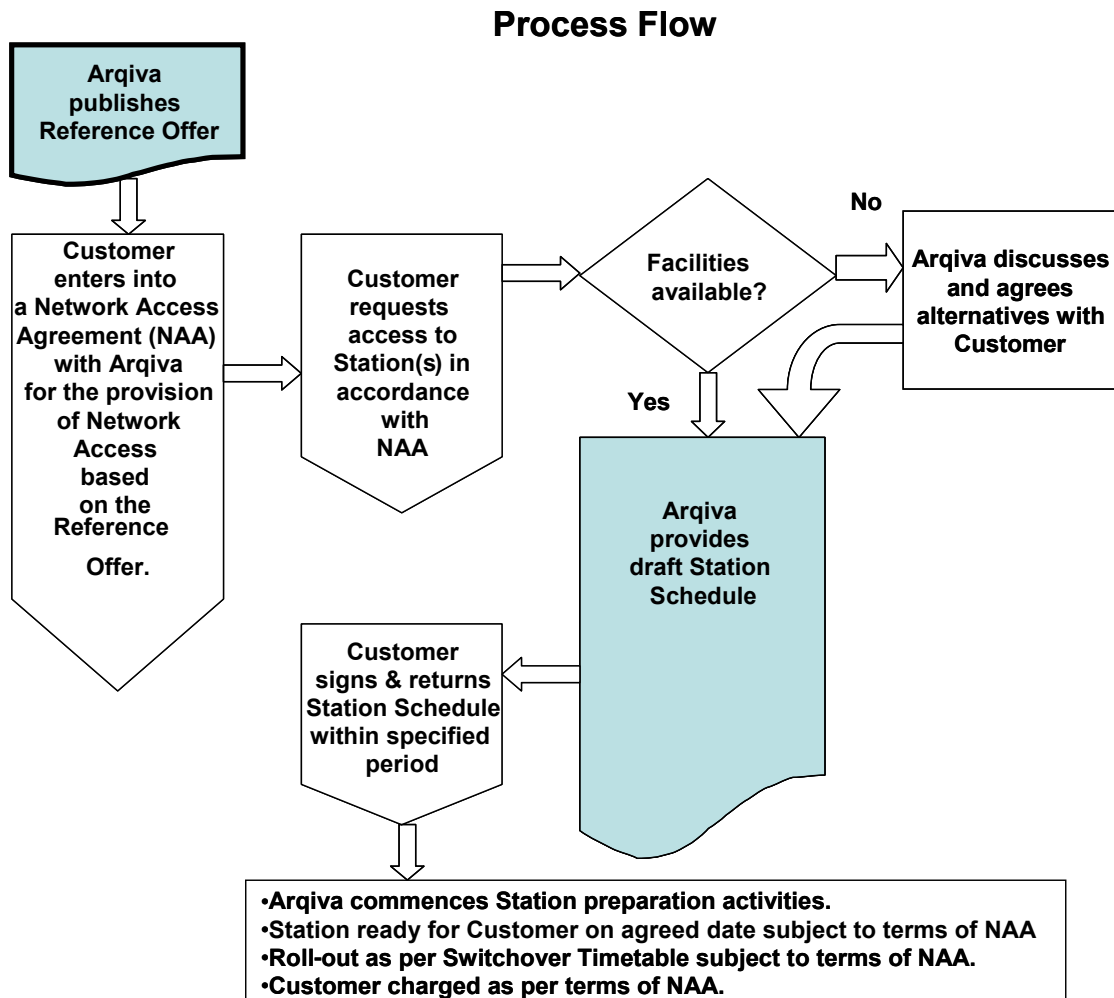 Process Flow
Arqiva
publishes
Reference Offer
Customer
enters into
a Network Access
Agreement (NAA)
with Arqiva
for the provision
of Network
Access
based
on the
Reference
Offer.
Customer
requests
access to
Station(s) in
accordance
with
NAA
Facilities
available?
No
Arqiva discusses
and agrees
alternatives with
Customer
Yes
Arqiva
provides
draft Station
Schedule
Customer
signs & returns
Station Schedule
within specified
period
•Arqiva commences Station preparation activities.
•Station ready for Customer on agreed date subject to terms of NAA
•Roll-out as per Switchover Timetable subject to terms of NAA.
•Customer charged as per terms of NAA.